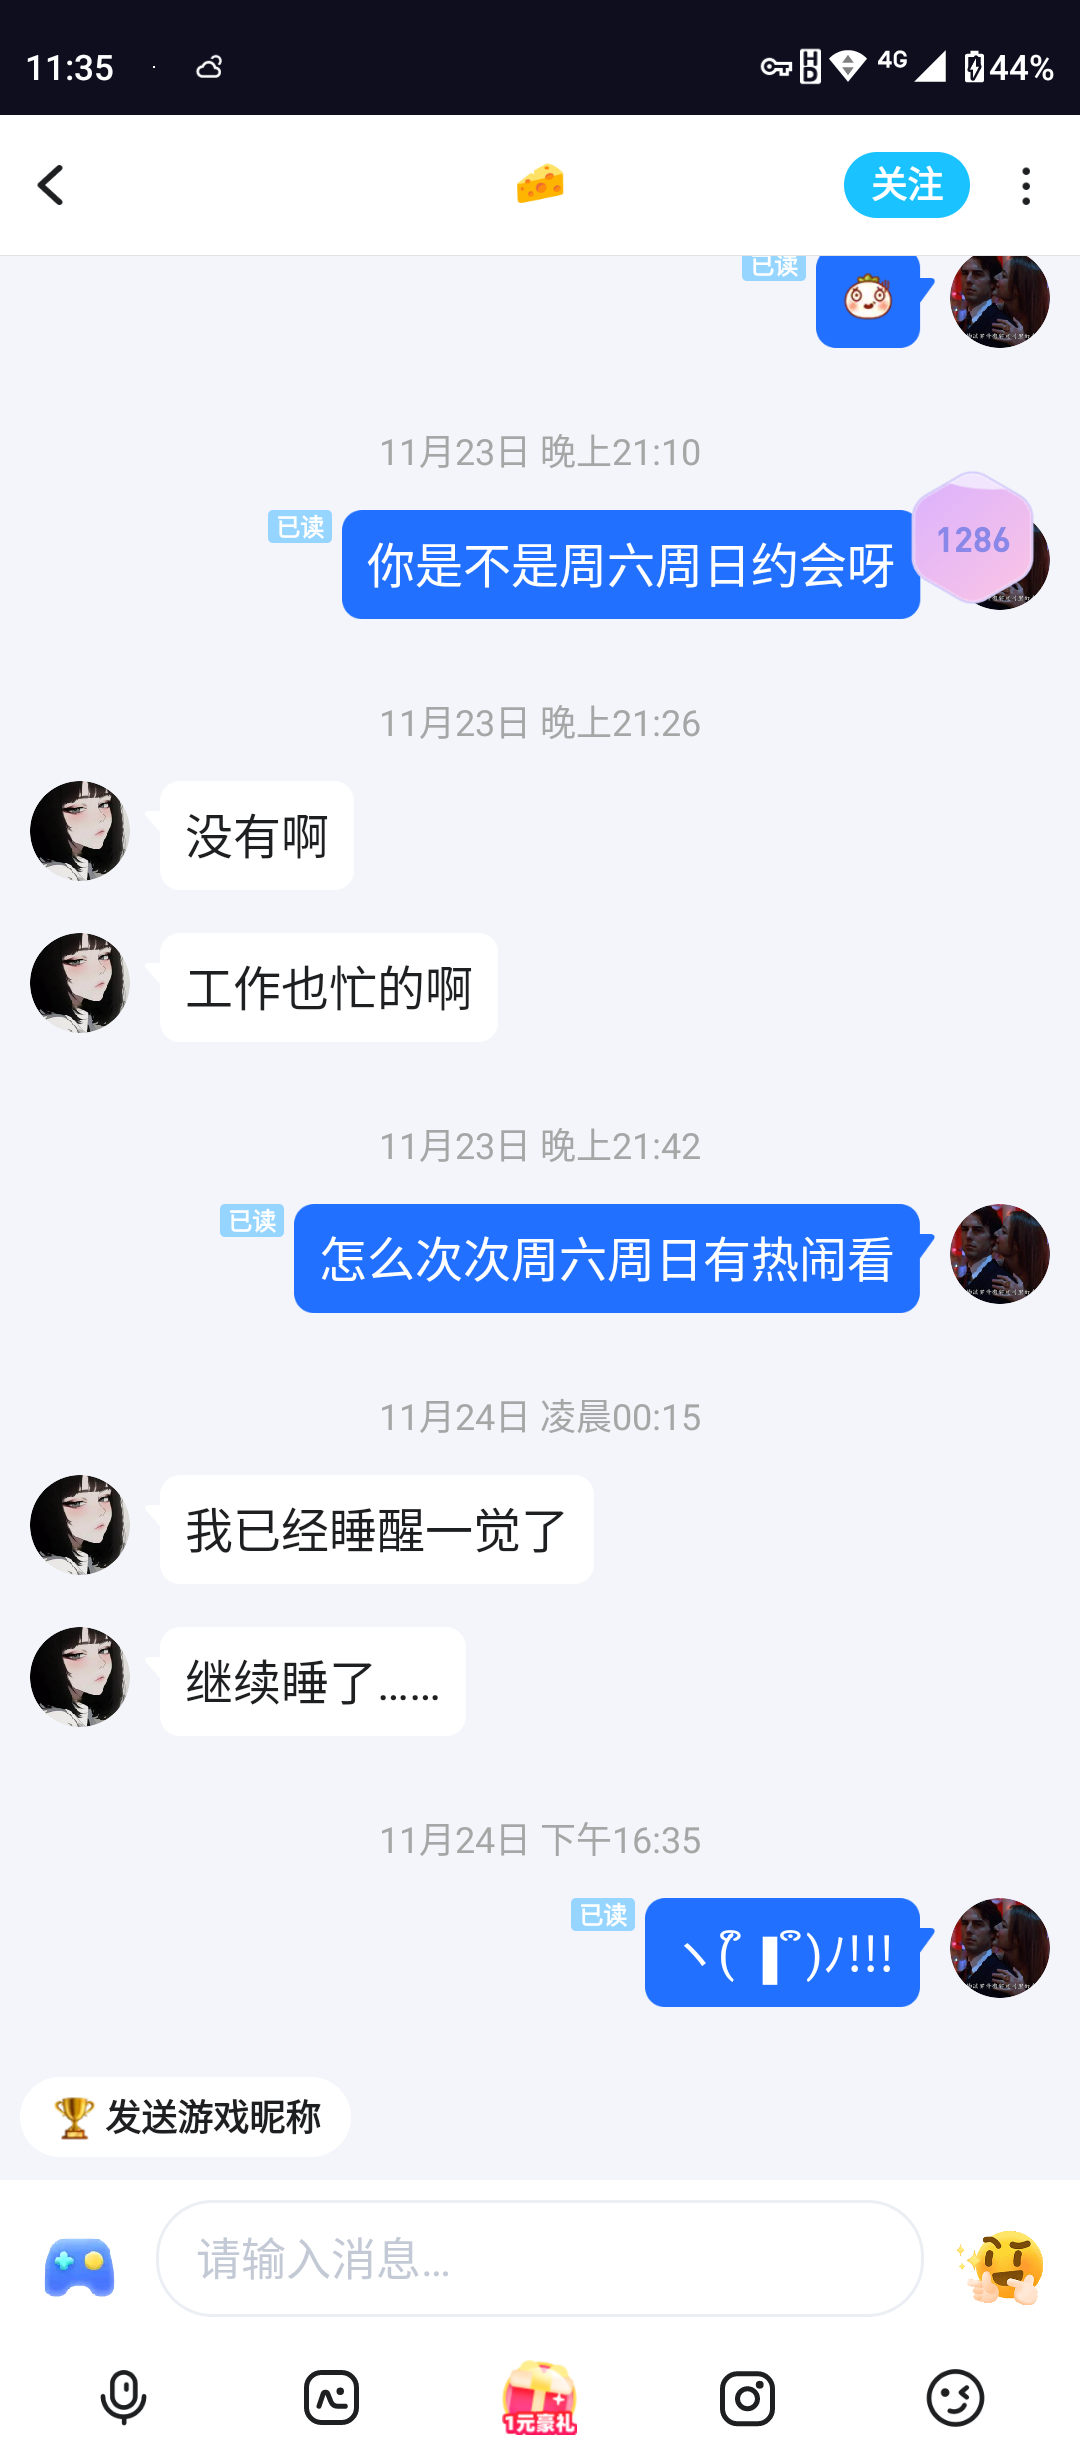 11:35
HD 4G 44%
关注
已读
11月23日 晚上21:10
已读
你是不是周六周日约会呀
1286
11月23日 晚上21:26
没有啊
工作也忙的啊
11月23日 晚上21:42
已读
怎么次次周六周日有热闹看
11月24日 凌晨00:15
我已经睡醒一觉了
继续睡了……
11月24日 下午16:35
已读
!!!
发送游戏昵称
请输入消息...
1元豪礼